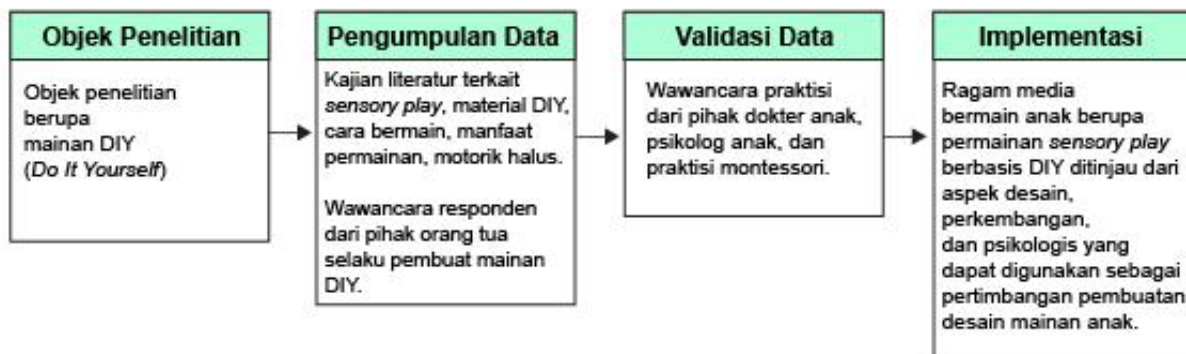 Objek Penelitian
Objek penelitian
berupa
mainan DIY
(Do It Yourself)
Pengumpulan Data
Kajian literatur terkait
sensory play, material DIY,
cara bermain, manfaat
permainan, motorik halus.
Wawancara responden
dari pihak orang tua
selaku pembuat mainan
DIY.
Validasi Data
Wawancara praktisi
dari pihak dokter anak,
psikolog anak, dan
praktisi montessori.
Implementasi
Ragam media
bermain anak berupa
permainan sensory play
berbasis DIY ditinjau dari
aspek desain,
perkembangan,
dan psikologis yang
dapat digunakan sebagai
pertimbangan pembuatan
desain mainan anak.